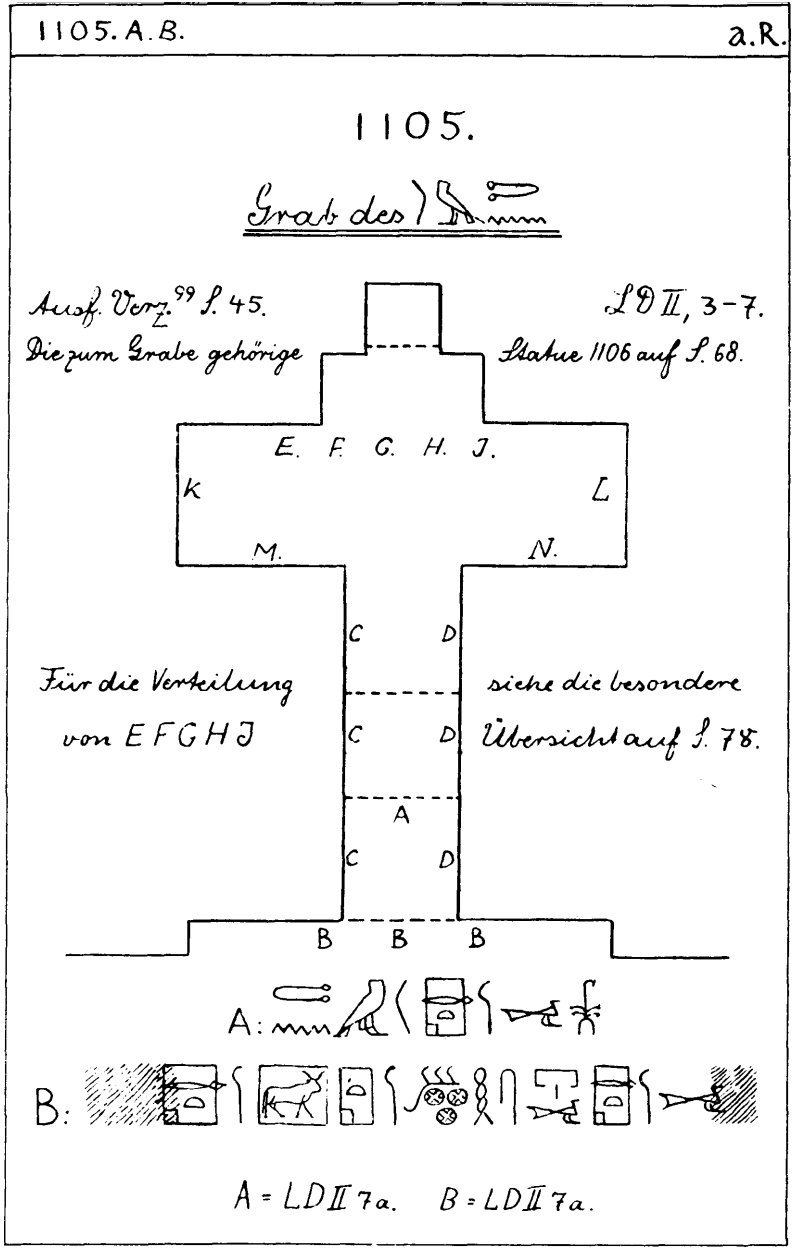 1105. A. B.
a. R.
1105.
Grab des
Ausf. Verz.⁹⁹ S. 45.
LD II, 3-7.
Die zum Grabe gehörige
Statue 1106 auf S. 68.
E. F. G. H. J.
K
L
M.
N.
C
D
Für die Verteilung
siehe die besondere
von E F G H J
Übersicht auf S. 78.
C
D
A
C
D
B B B
A:
B:
A = LD II 7a. B = LD II 7a.